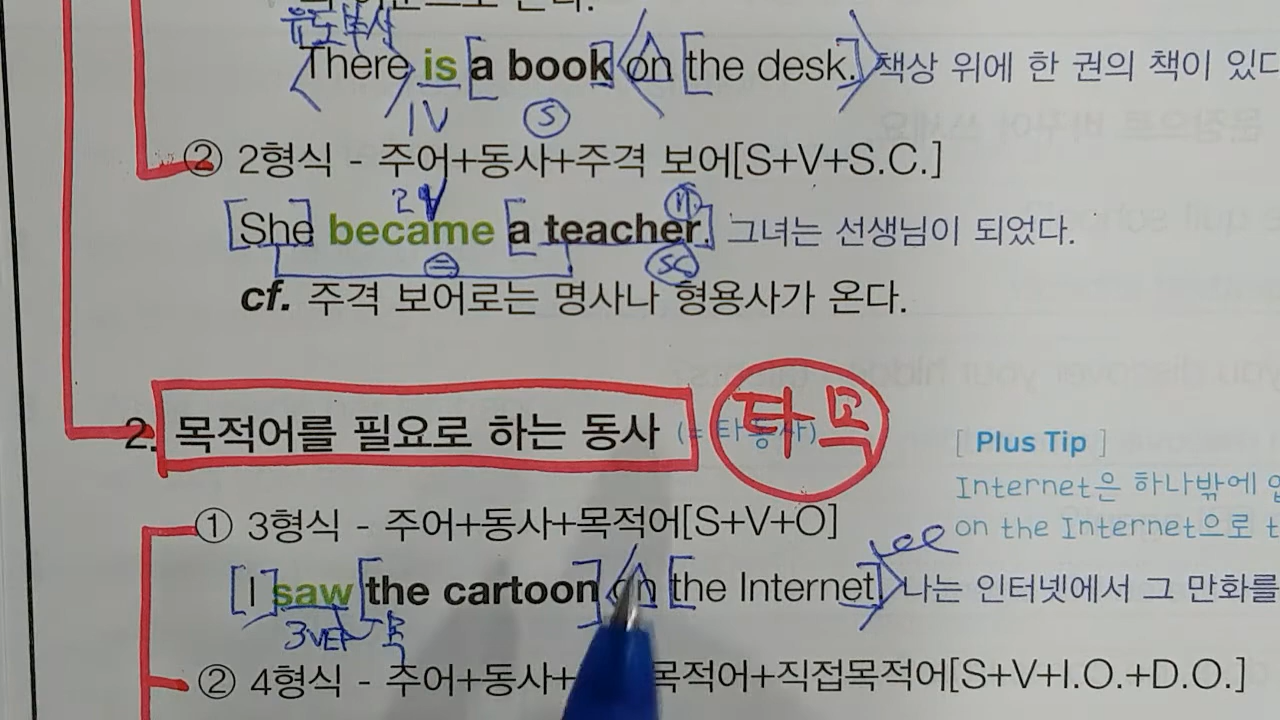 유도부사
There is a book on the desk. 책상 위에 한 권의 책이 있다
1V S
② 2형식 - 주어+동사+주격 보어[S+V+S.C.]
2V
She became a teacher. 그녀는 선생님이 되었다.
= SC
cf. 주격 보어로는 명사나 형용사가 온다.
2. 목적어를 필요로 하는 동사 (= 타동사)
타 목
[ Plus Tip ]
Internet은 하나밖에
on the Internet으로
① 3형식 - 주어+동사+목적어[S+V+O]
I saw the cartoon on the Internet 나는 인터넷에서 그 만화를
② 4형식 - 주어+동사+ 목적어+직접목적어[S+V+I.O.+D.O.]